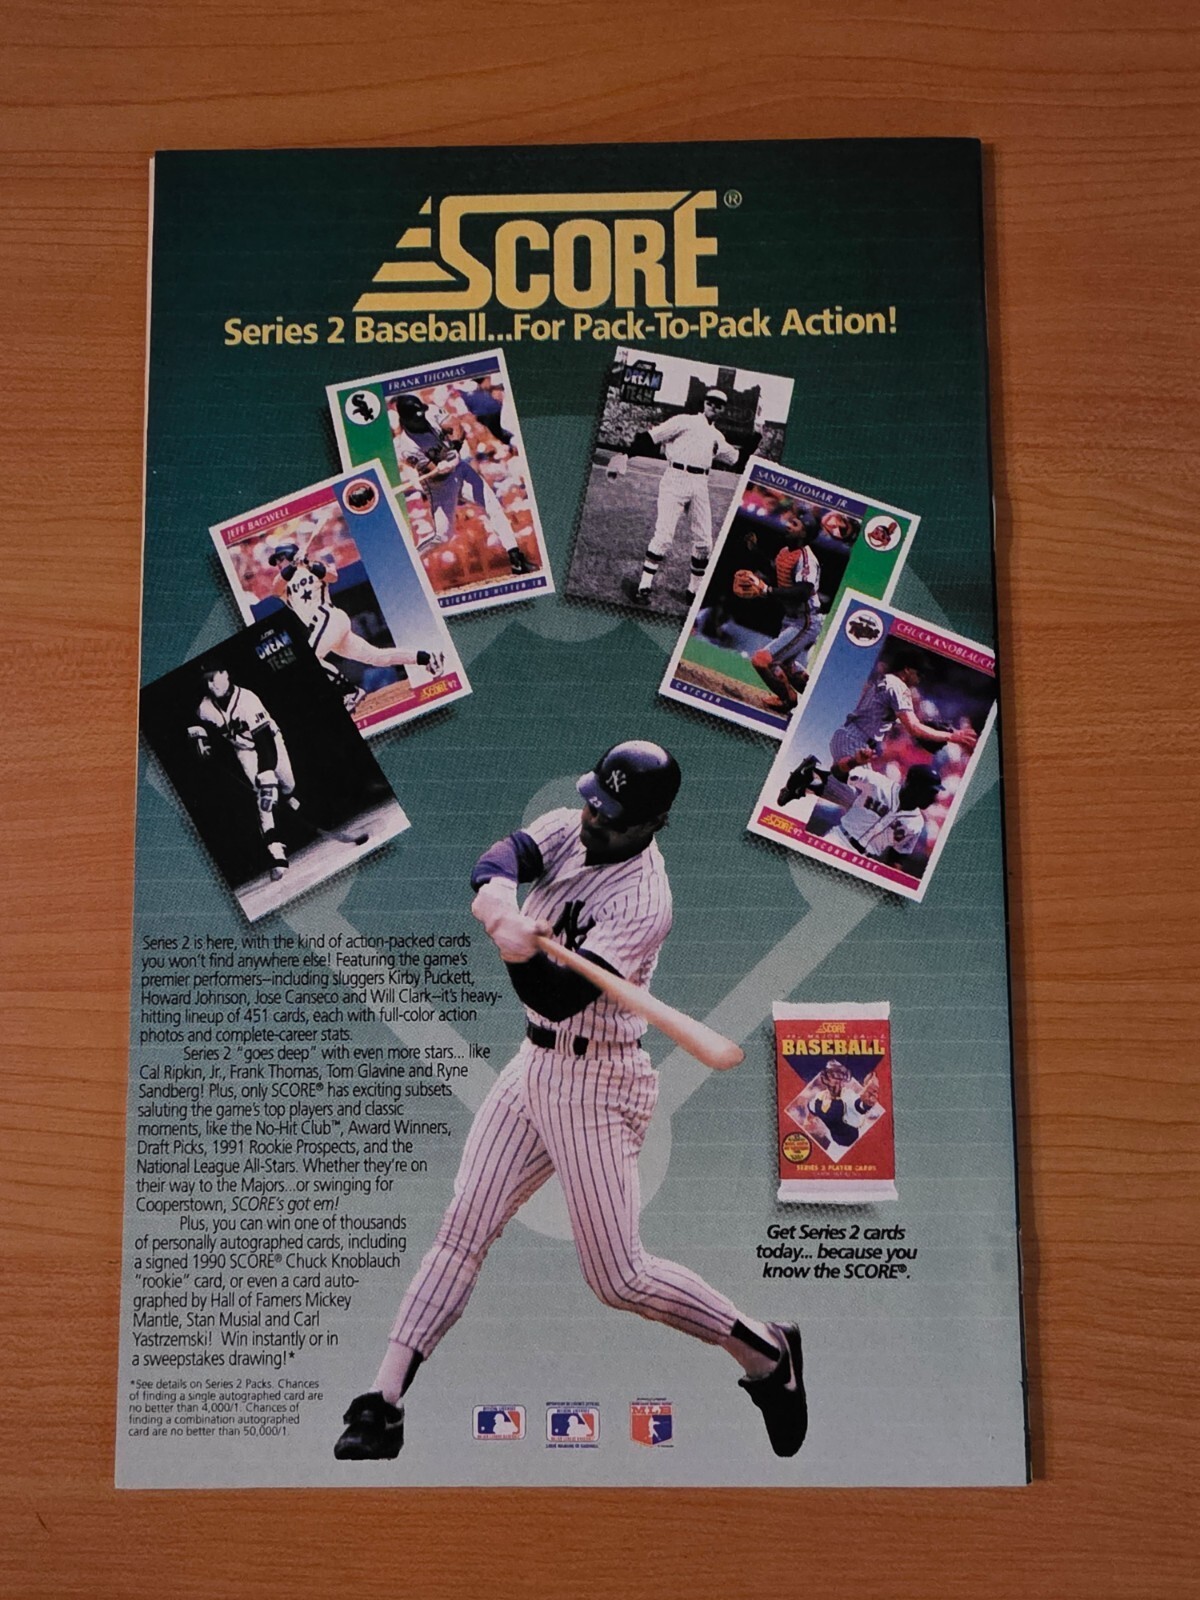 SCORE®
Series 2 Baseball...For Pack-To-Pack Action!
FRANK THOMAS
DREAM
TEAM
SANDY ALOMAR JR
JEFF BAGWELL
CHUCK KNOBLAUCH
DREAM
TEAM
CATCHER
SCORE '92
SCORE '92 SECOND BASE
NY
23
NY
Series 2 is here, with the kind of action-packed cards
you won't find anywhere else! Featuring the game's
premier performers—including sluggers Kirby Puckett,
Howard Johnson, Jose Canseco and Will Clark—it's heavy-
hitting lineup of 451 cards, each with full-color action
photos and complete-career stats.
Series 2 "goes deep" with even more stars... like
Cal Ripkin, Jr., Frank Thomas, Tom Glavine and Ryne
Sandberg! Plus, only SCORE® has exciting subsets
saluting the game's top players and classic
moments, like the No-Hit Club™, Award Winners,
Draft Picks, 1991 Rookie Prospects, and the
National League All-Stars. Whether they're on
their way to the Majors...or swinging for
Cooperstown, SCORE's got em!
Plus, you can win one of thousands
of personally autographed cards, including
a signed 1990 SCORE® Chuck Knoblauch
"rookie" card, or even a card auto-
graphed by Hall of Famers Mickey
Mantle, Stan Musial and Carl
Yastrzemski! Win instantly or in
a sweepstakes drawing!*
*See details on Series 2 Packs. Chances
of finding a single autographed card are
no better than 4,000/1. Chances of
finding a combination autographed
card are no better than 50,000/1.
SCORE
BASEBALL
SERIES 2 PLAYER CARDS
Get Series 2 cards
today... because you
know the SCORE®.
MLB